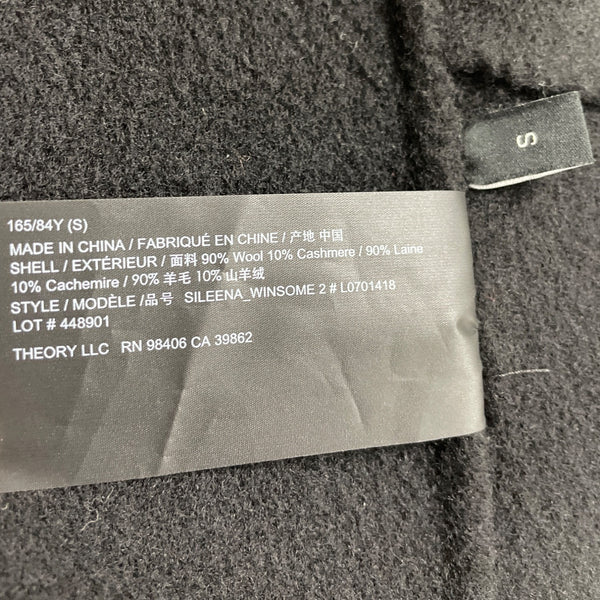 165/84Y (S)
MADE IN CHINA / FABRIQUÉ EN CHINE / 产地 中国
SHELL / EXTÉRIEUR / 面料 90% Wool 10% Cashmere / 90% Laine
10% Cachemire / 90% 羊毛 10% 山羊绒
STYLE / MODÈLE /品号 SILEENA_WINSOME 2 # L0701418
LOT # 448901
THEORY LLC RN 98406 CA 39862
S